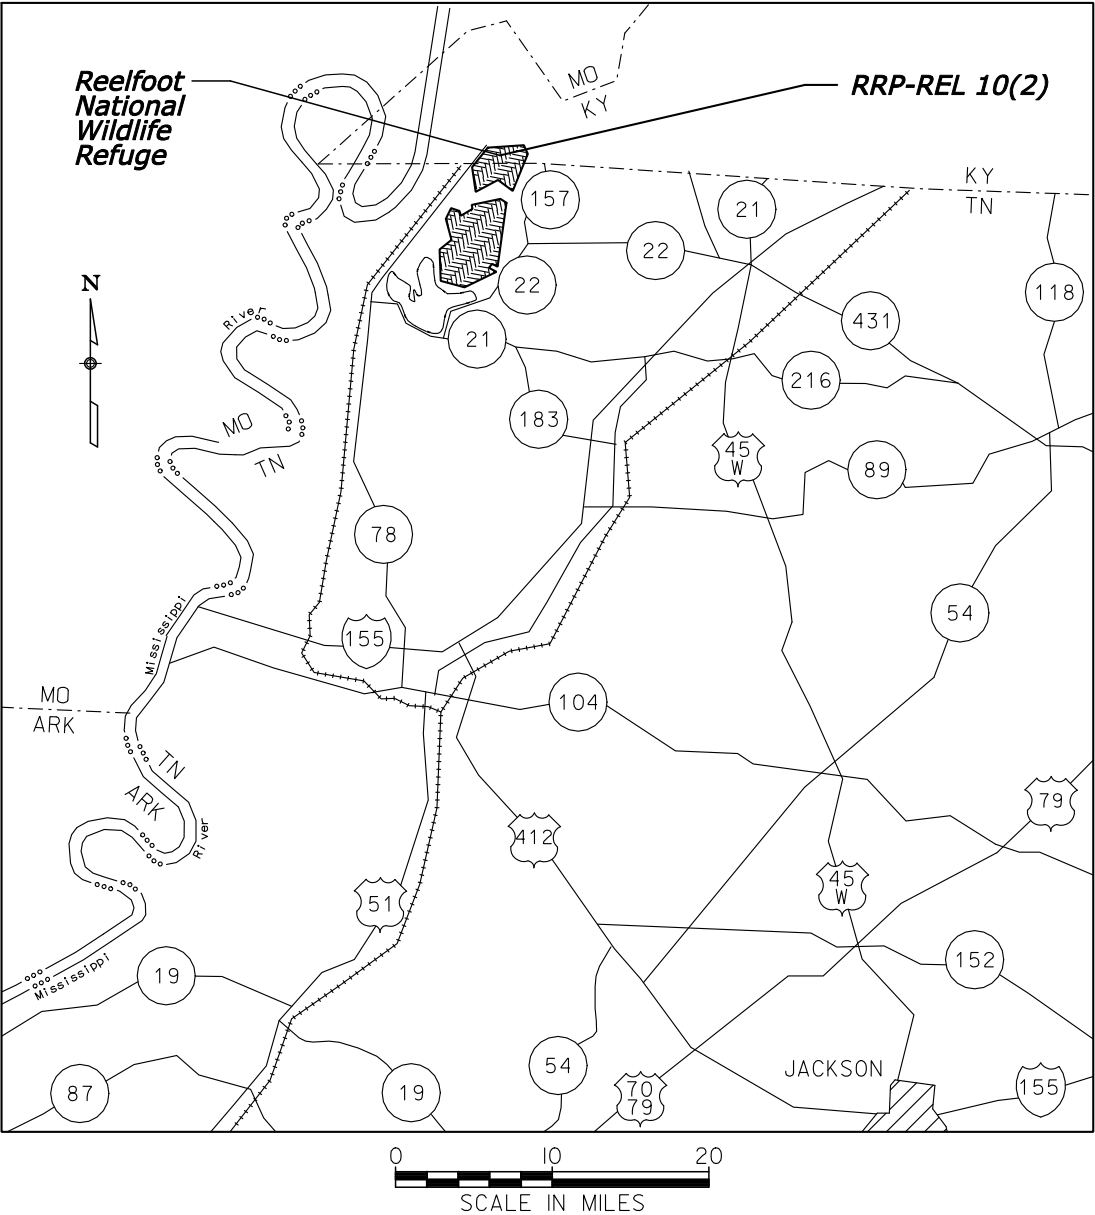 Reelfoot
National
Wildlife
Refuge
RRP-REL 10(2)
MO
KY
KY
TN
157
21
22
118
N
22
River
21
431
216
183
MO
TN
45
W
89
78
Mississippi
155
54
104
MO
ARK
TN
ARK
River
79
412
45
W
51
152
19
Mississippi
54
JACKSON
87
19
70
79
155
0 10 20
SCALE IN MILES